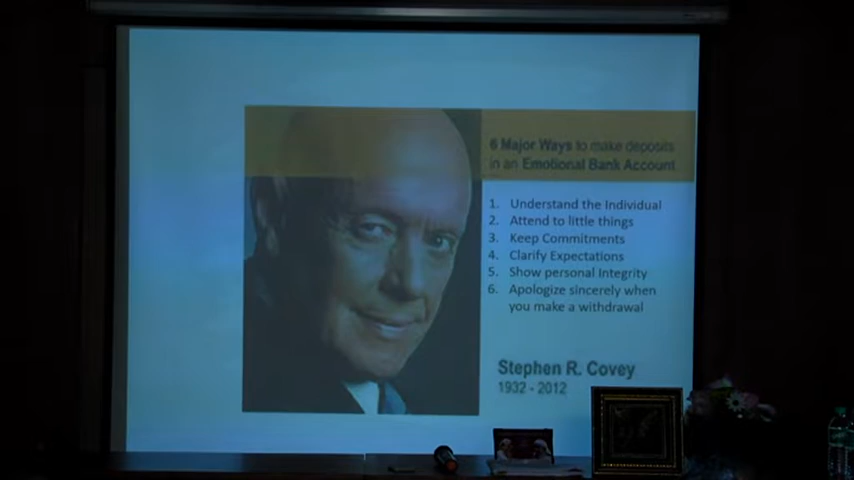 6 Major Ways to make deposits
in an Emotional Bank Account
1. Understand the Individual
2. Attend to little things
3. Keep Commitments
4. Clarify Expectations
5. Show personal Integrity
6. Apologize sincerely when
you make a withdrawal
Stephen R. Covey
1932 - 2012